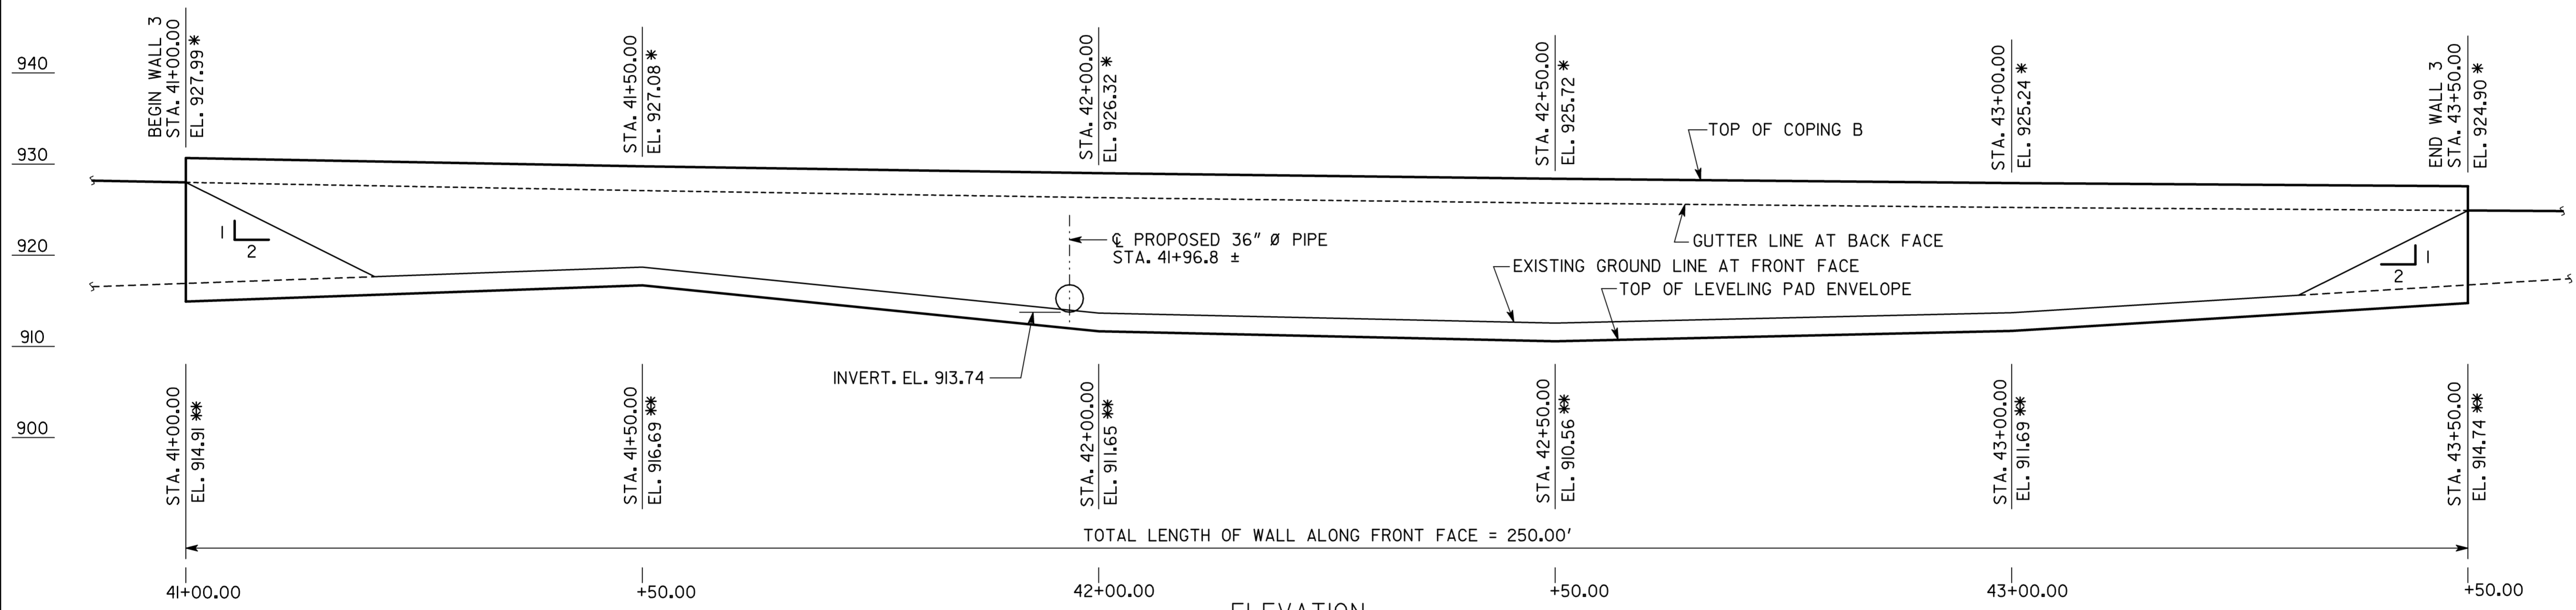 BEGIN WALL 3
STA. 41+00.00
EL. 927.99 *
STA. 41+50.00
EL. 927.08 *
STA. 42+00.00
EL. 926.32 *
STA. 42+50.00
EL. 925.72 *
STA. 43+00.00
EL. 925.24 *
END WALL 3
STA. 43+50.00
EL. 924.90 *
940
930
920
910
900
TOP OF COPING B
1
2
℄ PROPOSED 36" Ø PIPE
STA. 41+96.8 ±
GUTTER LINE AT BACK FACE
EXISTING GROUND LINE AT FRONT FACE
TOP OF LEVELING PAD ENVELOPE
1
2
INVERT. EL. 913.74
STA. 41+00.00
EL. 914.91 **
STA. 41+50.00
EL. 916.69 **
STA. 42+00.00
EL. 911.65 **
STA. 42+50.00
EL. 910.56 **
STA. 43+00.00
EL. 911.69 **
STA. 43+50.00
EL. 914.74 **
TOTAL LENGTH OF WALL ALONG FRONT FACE = 250.00'
41+00.00
+50.00
42+00.00
+50.00
43+00.00
+50.00
ELEVATION